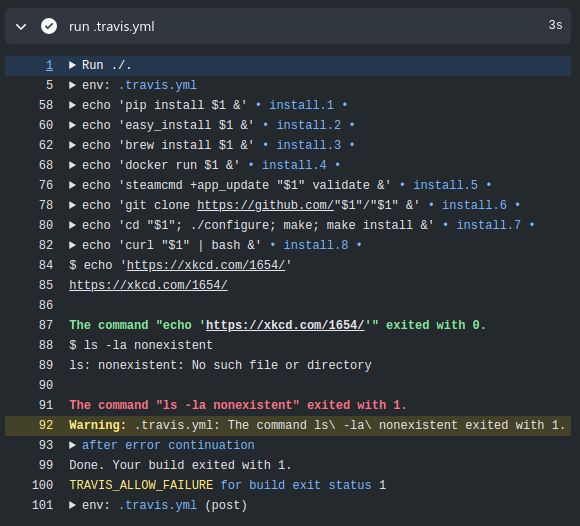 run .travis.yml 3s
1 ▶ Run ./.
5 ▶ env: .travis.yml
58 ▶ echo 'pip install $1 &' • install.1 •
60 ▶ echo 'easy_install $1 &' • install.2 •
62 ▶ echo 'brew install $1 &' • install.3 •
68 ▶ echo 'docker run $1 &' • install.4 •
76 ▶ echo 'steamcmd +app_update "$1" validate &' • install.5 •
78 ▶ echo 'git clone https://github.com/"$1"/"$1" &' • install.6 •
80 ▶ echo 'cd "$1"; ./configure; make; make install &' • install.7 •
82 ▶ echo 'curl "$1" | bash &' • install.8 •
84 $ echo 'https://xkcd.com/1654/'
85 https://xkcd.com/1654/
86
87 The command "echo 'https://xkcd.com/1654/'" exited with 0.
88 $ ls -la nonexistent
89 ls: nonexistent: No such file or directory
90
91 The command "ls -la nonexistent" exited with 1.
92 Warning: .travis.yml: The command ls\ -la\ nonexistent exited with 1.
93 ▶ after error continuation
99 Done. Your build exited with 1.
100 TRAVIS_ALLOW_FAILURE for build exit status 1
101 ▶ env: .travis.yml (post)